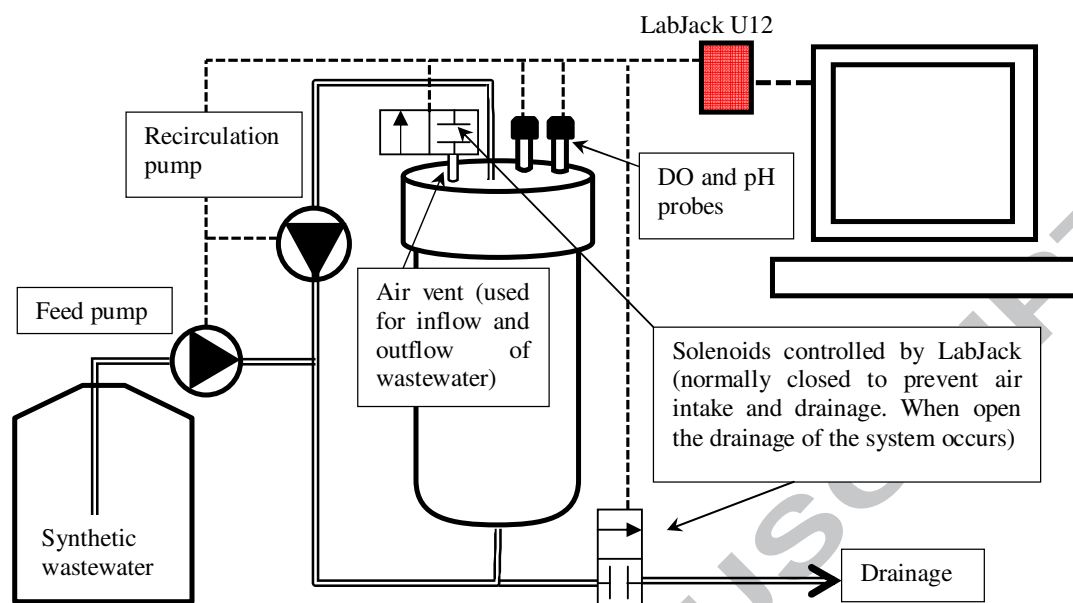 LabJack U12
Recirculation
pump
DO and pH
probes
Feed pump
Air vent (used
for inflow and
outflow of
wastewater)
Solenoids controlled by LabJack
(normally closed to prevent air
intake and drainage. When open
the drainage of the system occurs)
Synthetic
wastewater
Drainage